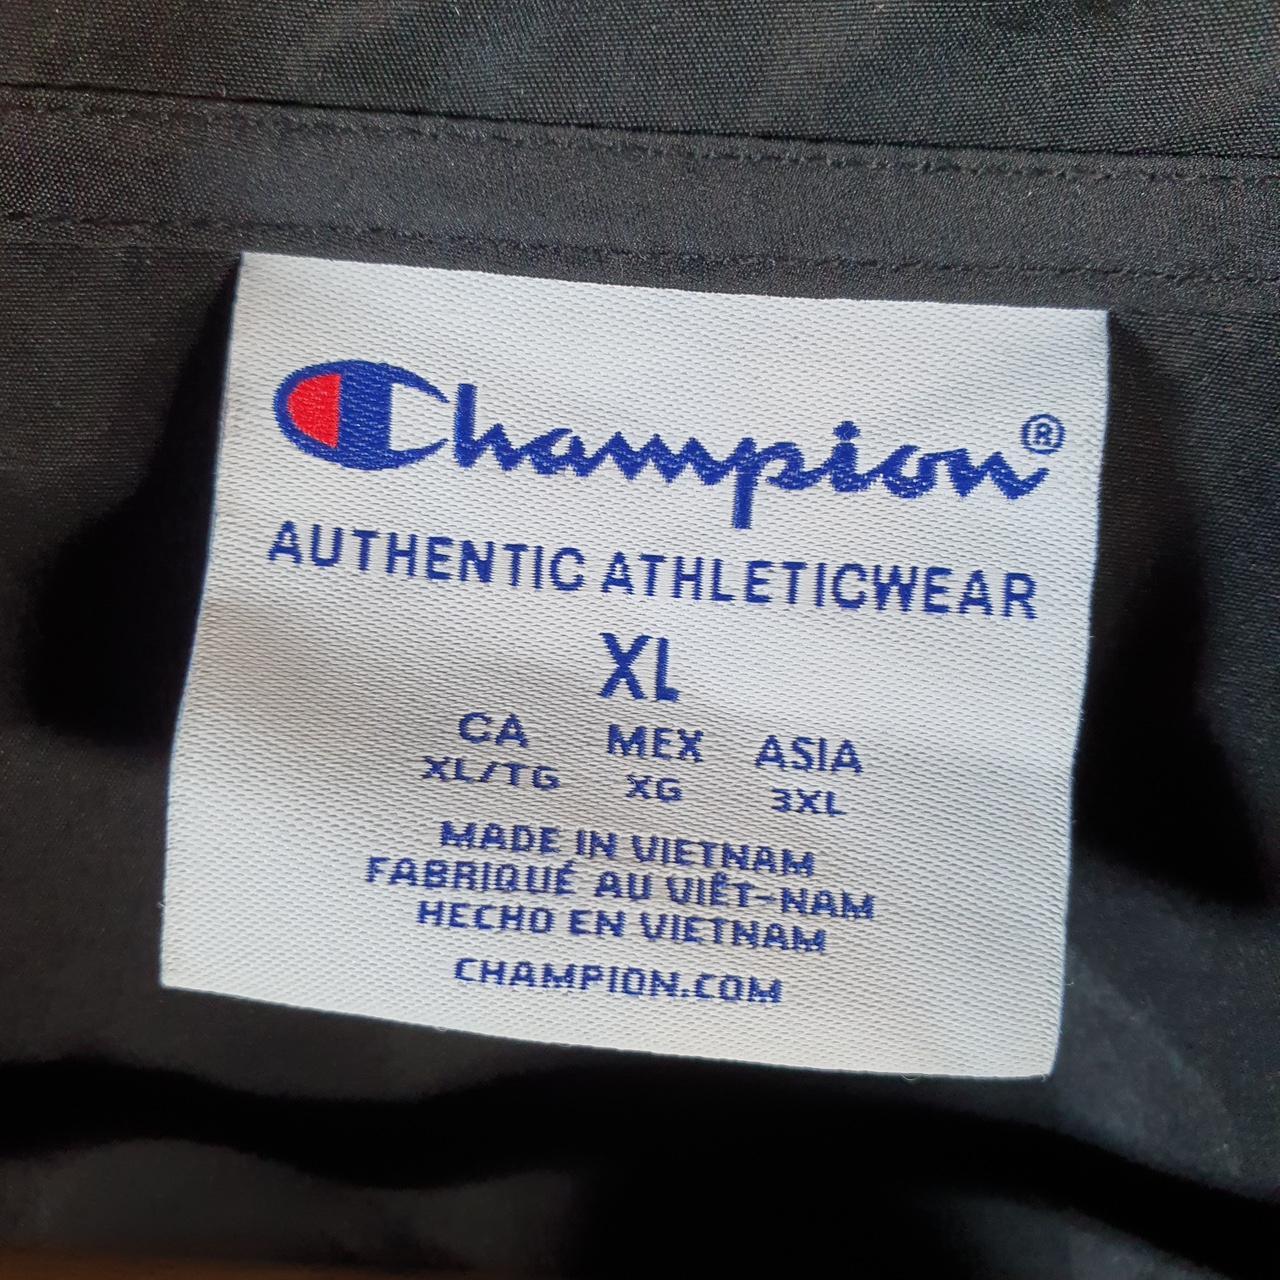 Champion®
AUTHENTIC ATHLETICWEAR
XL
CA MEX ASIA
XL/TG XG 3XL
MADE IN VIETNAM
FABRIQUÉ AU VIÊT-NAM
HECHO EN VIETNAM
CHAMPION.COM